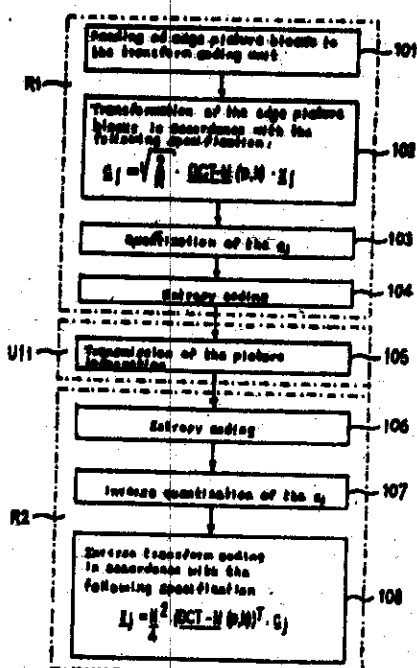 Sending of edge picture blocks to
the transform coding unit
101
R1
Transformation of the edge picture
blocks in accordance with the
following specification:
102
Quantization of the
103
Entropy coding
104
Ü1
Transmission of the picture
information
105
Entropy coding
106
R2
Inverse quantization of the
107
Inverse transform coding
in accordance with the
following specification
108